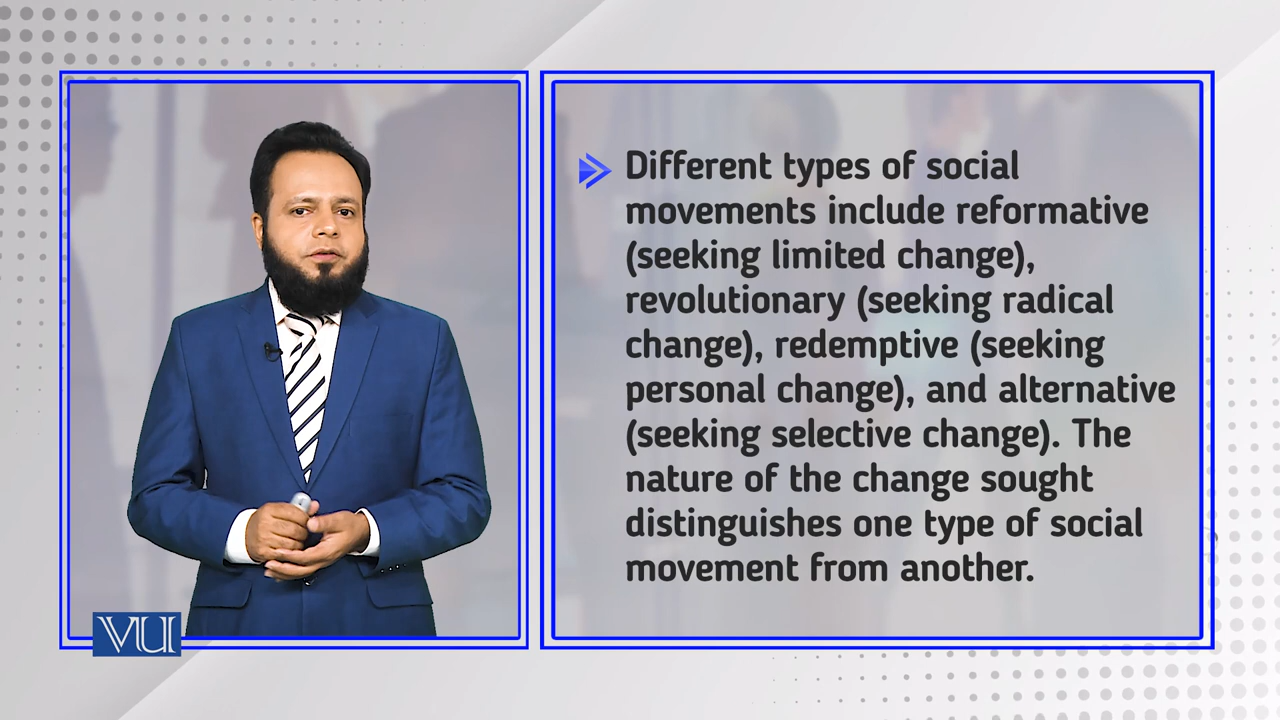 Different types of social
movements include reformative
(seeking limited change),
revolutionary (seeking radical
change), redemptive (seeking
personal change), and alternative
(seeking selective change). The
nature of the change sought
distinguishes one type of social
movement from another.
VU